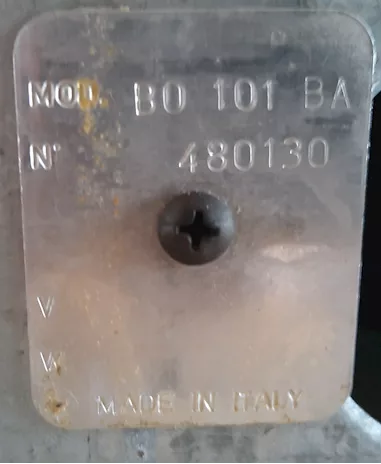 MOD. BO 101 BA
N° 480130
V
W
MADE IN ITALY